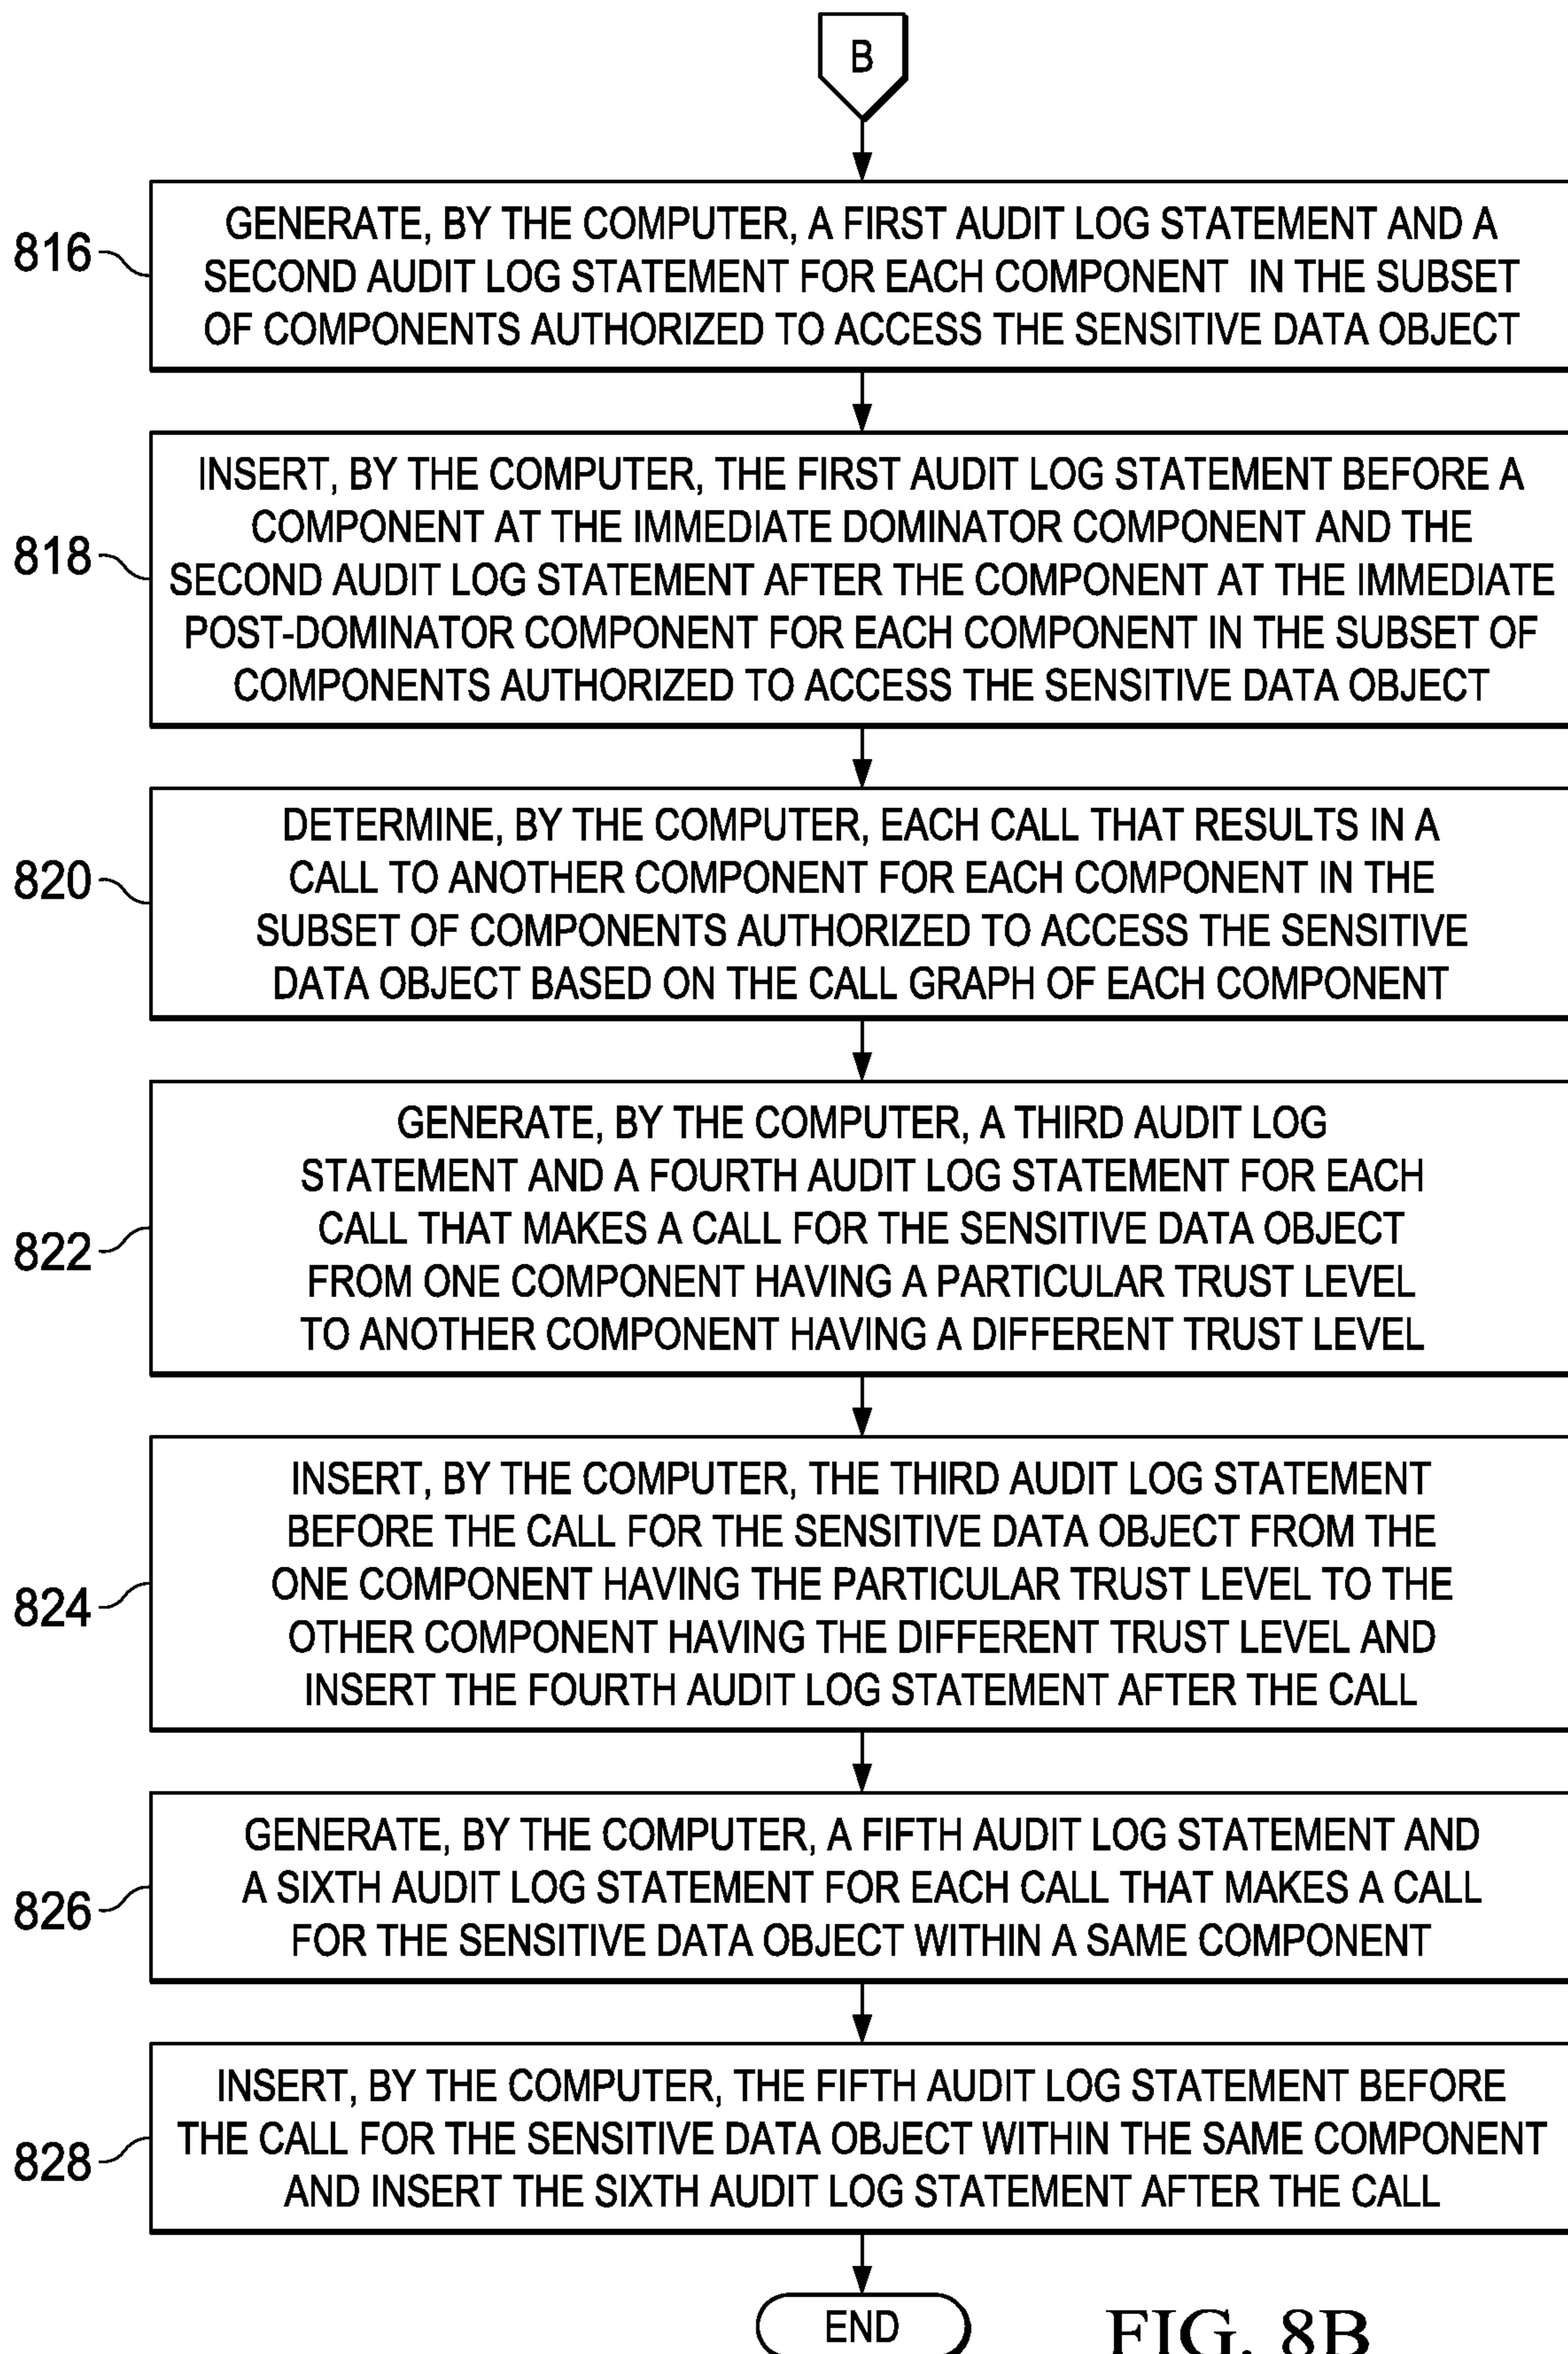 B
816
GENERATE, BY THE COMPUTER, A FIRST AUDIT LOG STATEMENT AND A
SECOND AUDIT LOG STATEMENT FOR EACH COMPONENT IN THE SUBSET
OF COMPONENTS AUTHORIZED TO ACCESS THE SENSITIVE DATA OBJECT
818
INSERT, BY THE COMPUTER, THE FIRST AUDIT LOG STATEMENT BEFORE A
COMPONENT AT THE IMMEDIATE DOMINATOR COMPONENT AND THE
SECOND AUDIT LOG STATEMENT AFTER THE COMPONENT AT THE IMMEDIATE
POST-DOMINATOR COMPONENT FOR EACH COMPONENT IN THE SUBSET OF
COMPONENTS AUTHORIZED TO ACCESS THE SENSITIVE DATA OBJECT
820
DETERMINE, BY THE COMPUTER, EACH CALL THAT RESULTS IN A
CALL TO ANOTHER COMPONENT FOR EACH COMPONENT IN THE
SUBSET OF COMPONENTS AUTHORIZED TO ACCESS THE SENSITIVE
DATA OBJECT BASED ON THE CALL GRAPH OF EACH COMPONENT
822
GENERATE, BY THE COMPUTER, A THIRD AUDIT LOG
STATEMENT AND A FOURTH AUDIT LOG STATEMENT FOR EACH
CALL THAT MAKES A CALL FOR THE SENSITIVE DATA OBJECT
FROM ONE COMPONENT HAVING A PARTICULAR TRUST LEVEL
TO ANOTHER COMPONENT HAVING A DIFFERENT TRUST LEVEL
824
INSERT, BY THE COMPUTER, THE THIRD AUDIT LOG STATEMENT
BEFORE THE CALL FOR THE SENSITIVE DATA OBJECT FROM THE
ONE COMPONENT HAVING THE PARTICULAR TRUST LEVEL TO THE
OTHER COMPONENT HAVING THE DIFFERENT TRUST LEVEL AND
INSERT THE FOURTH AUDIT LOG STATEMENT AFTER THE CALL
826
GENERATE, BY THE COMPUTER, A FIFTH AUDIT LOG STATEMENT AND
A SIXTH AUDIT LOG STATEMENT FOR EACH CALL THAT MAKES A CALL
FOR THE SENSITIVE DATA OBJECT WITHIN A SAME COMPONENT
828
INSERT, BY THE COMPUTER, THE FIFTH AUDIT LOG STATEMENT BEFORE
THE CALL FOR THE SENSITIVE DATA OBJECT WITHIN THE SAME COMPONENT
AND INSERT THE SIXTH AUDIT LOG STATEMENT AFTER THE CALL
END
FIG. 8B